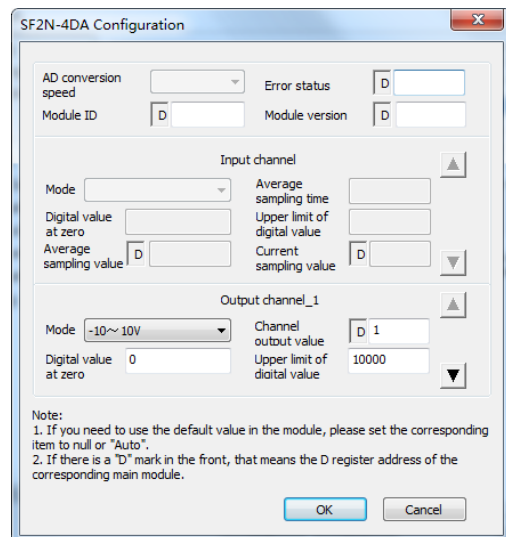 SF2N-4DA Configuration
x
AD conversion
speed
Error status
D
Module ID
D
Module version
D
Input channel
Mode
Average
sampling time
Digital value
at zero
Upper limit of
digital value
Average
sampling value
D
Current
sampling value
D
Output channel_1
Mode
-10～ 10V
Channel
output value
D
1
Digital value
at zero
0
Upper limit of
digital value
10000
Note:
1. If you need to use the default value in the module, please set the corresponding
item to null or "Auto".
2. If there is a "D" mark in the front, that means the D register address of the
corresponding main module.
OK
Cancel